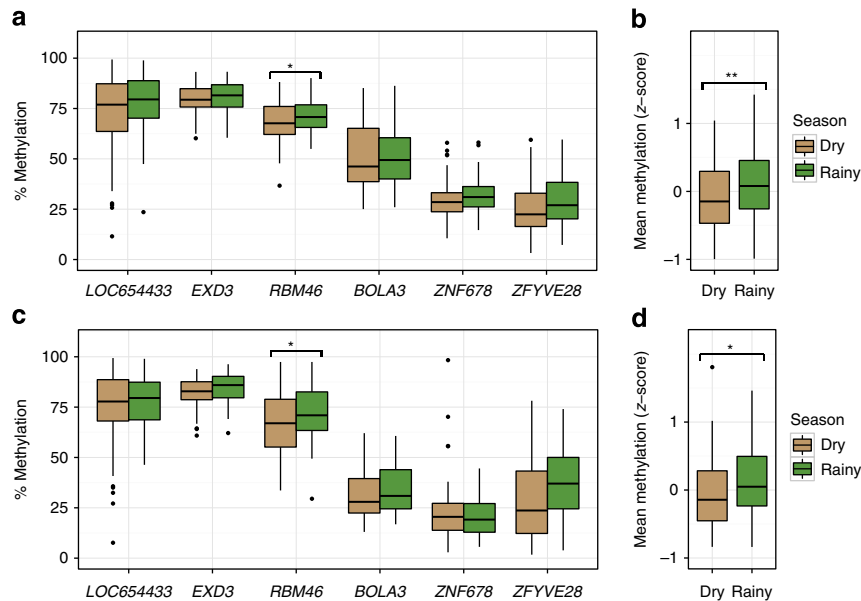 a
% Methylation
100
75
50
25
0
*
LOC654433 EXD3 RBM46 BOLA3 ZNF678 ZFYVE28
b
Mean methylation (z–score)
1
0
−1
**
Dry Rainy
Season
Dry
Rainy
c
% Methylation
100
75
50
25
0
*
LOC654433 EXD3 RBM46 BOLA3 ZNF678 ZFYVE28
d
Mean methylation (z–score)
1
0
−1
*
Dry Rainy
Season
Dry
Rainy